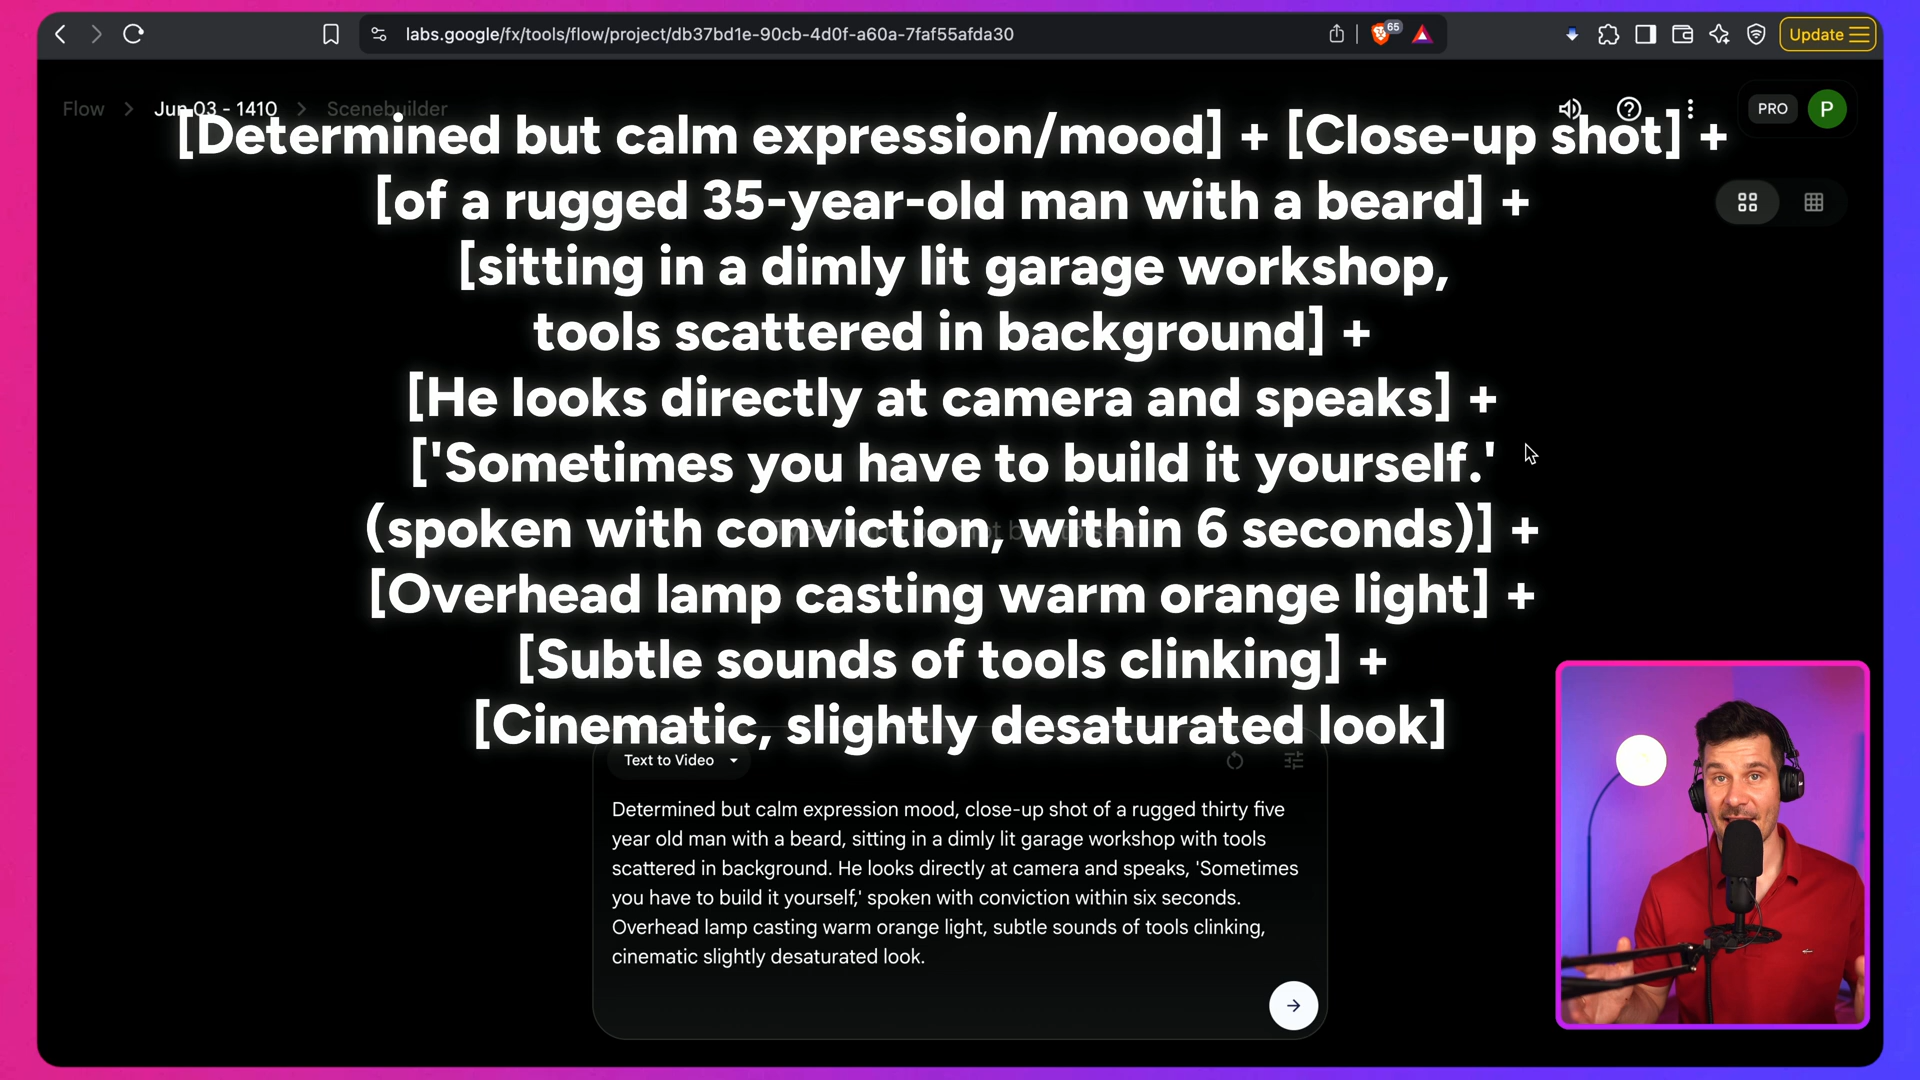 labs.google/fx/tools/flow/project/db37bd1e-90cb-4d0f-a60a-7faf55afda30
65
Update
Flow
Jun 03 - 1410
Scenebuilder
PRO
P
[Determined but calm expression/mood] + [Close-up shot] +
[of a rugged 35-year-old man with a beard] +
[sitting in a dimly lit garage workshop,
tools scattered in background] +
[He looks directly at camera and speaks] +
['Sometimes you have to build it yourself.'
(spoken with conviction, within 6 seconds)] +
[Overhead lamp casting warm orange light] +
[Subtle sounds of tools clinking] +
[Cinematic, slightly desaturated look]
Text to Video
Determined but calm expression mood, close-up shot of a rugged thirty five
year old man with a beard, sitting in a dimly lit garage workshop with tools
scattered in background. He looks directly at camera and speaks, 'Sometimes
you have to build it yourself,' spoken with conviction within six seconds.
Overhead lamp casting warm orange light, subtle sounds of tools clinking,
cinematic slightly desaturated look.